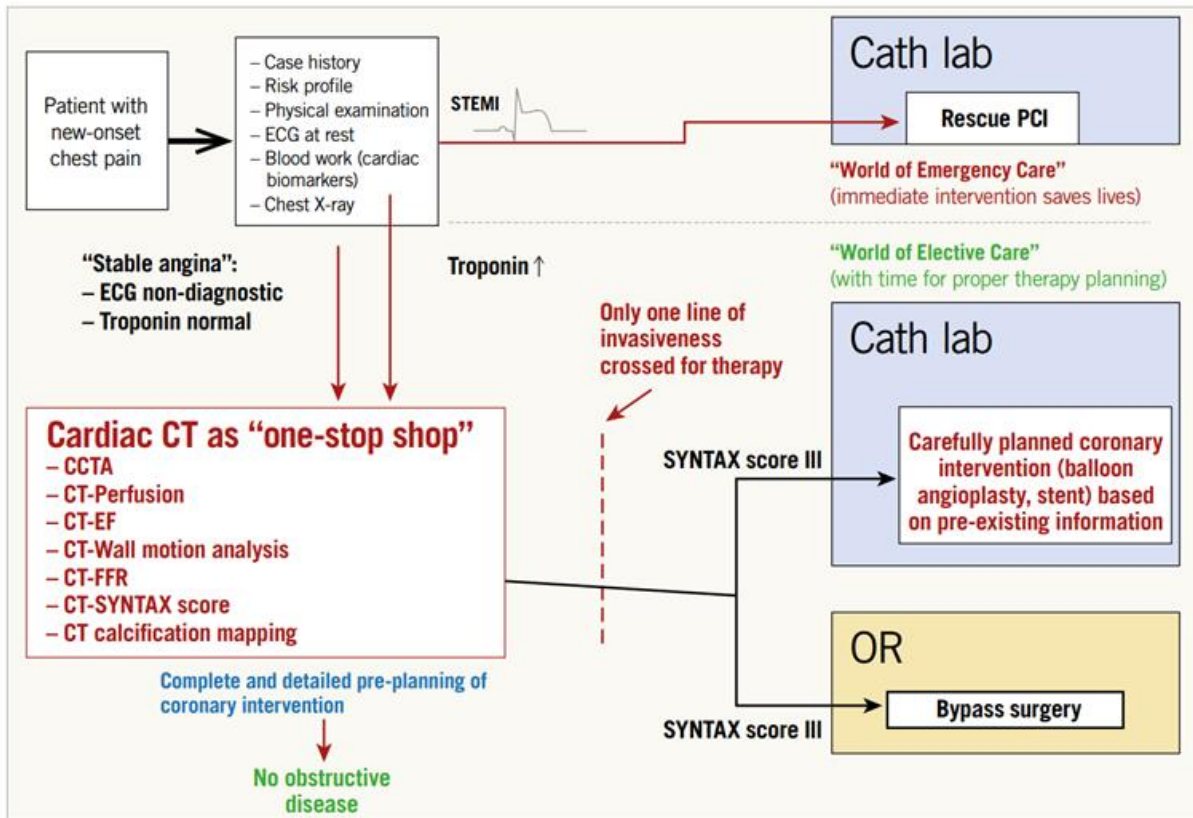 Patient with
new-onset
chest pain
– Case history
– Risk profile
– Physical examination
– ECG at rest
– Blood work (cardiac
biomarkers)
– Chest X-ray
STEMI
Cath lab
Rescue PCI
“World of Emergency Care”
(immediate intervention saves lives)
“Stable angina”:
– ECG non-diagnostic
– Troponin normal
Troponin ↑
“World of Elective Care”
(with time for proper therapy planning)
Only one line of
invasiveness
crossed for therapy
Cardiac CT as “one-stop shop”
– CCTA
– CT-Perfusion
– CT-EF
– CT-Wall motion analysis
– CT-FFR
– CT-SYNTAX score
– CT calcification mapping
Complete and detailed pre-planning of
coronary intervention
No obstructive
disease
SYNTAX score III
Cath lab
Carefully planned coronary
intervention (balloon
angioplasty, stent) based
on pre-existing information
SYNTAX score III
OR
Bypass surgery